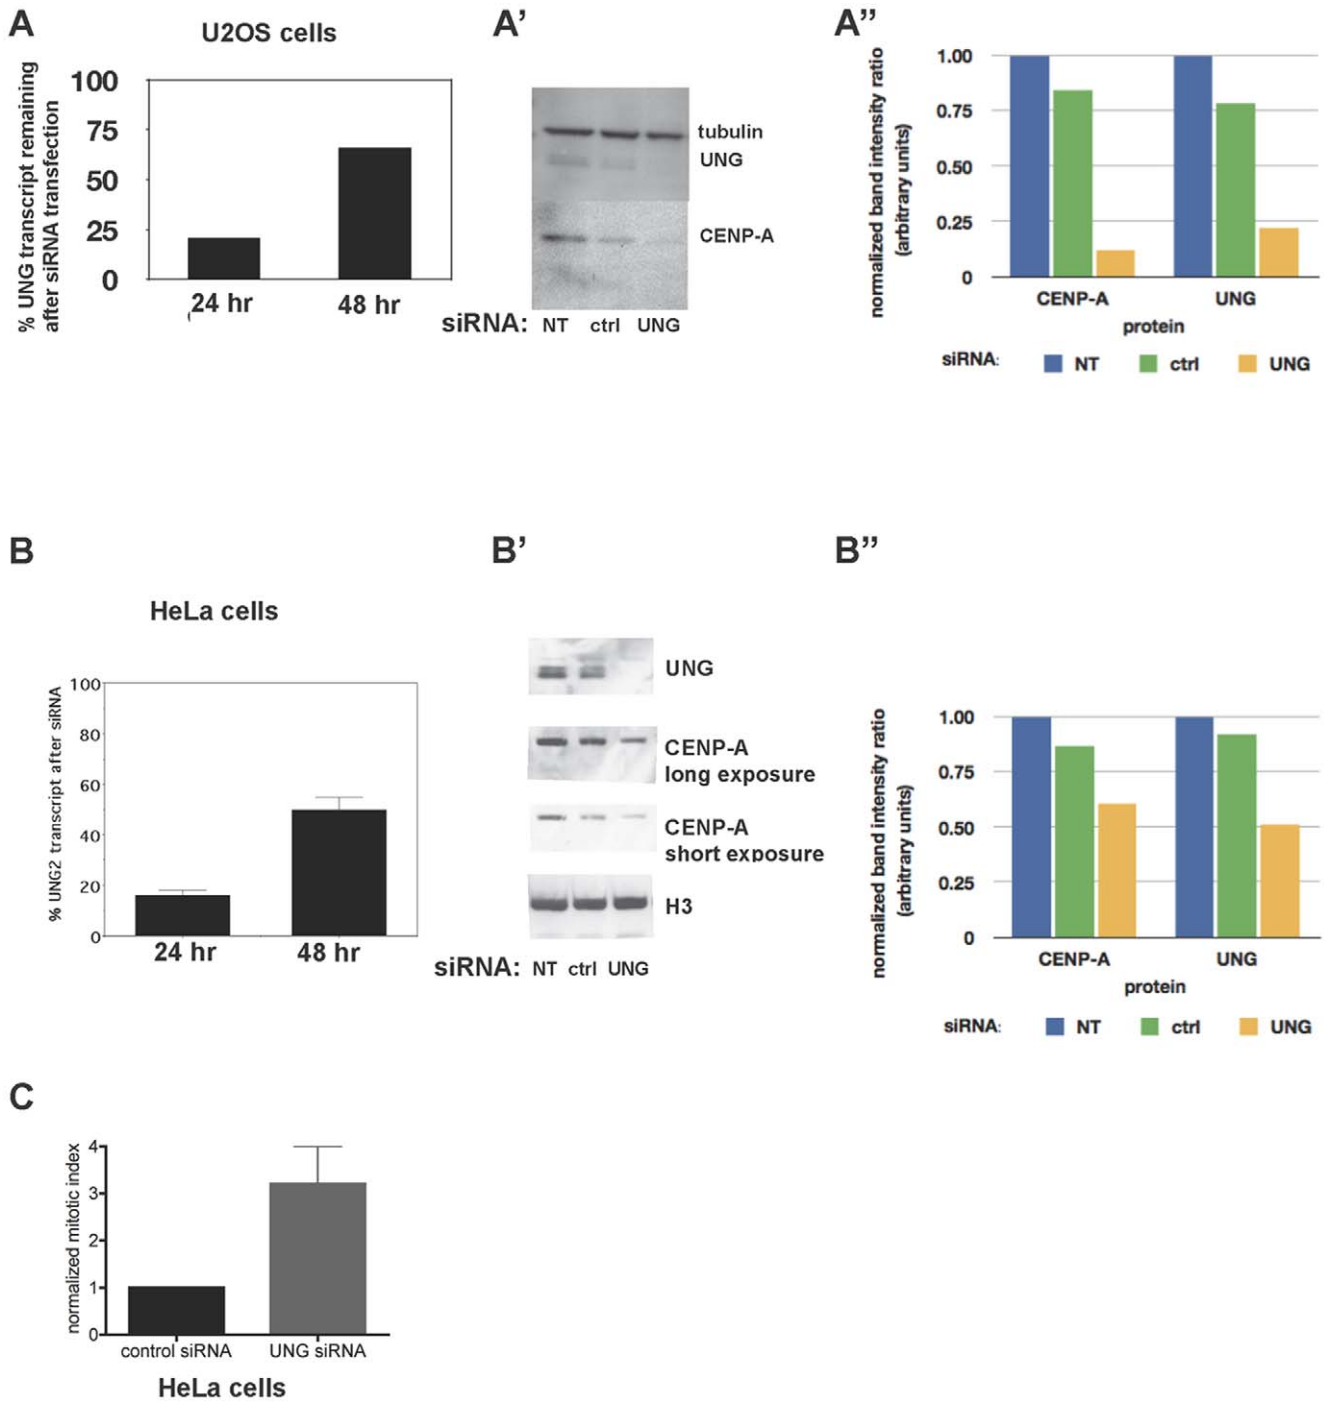 A
U2OS cells
% UNG transcript remaining
after siRNA transfection
100
75
50
25
0
24 hr
48 hr
A’
tubulin
UNG
CENP-A
siRNA: NT ctrl UNG
A’’
normalized band intensity ratio
(arbitrary units)
1.00
0.75
0.50
0.25
0
CENP-A
UNG
protein
siRNA: NT ctrl UNG
B
HeLa cells
% UNG2 transcript after siRNA
100
80
60
40
20
0
24 hr
48 hr
B’
UNG
CENP-A
long exposure
CENP-A
short exposure
H3
siRNA: NT ctrl UNG
B’’
normalized band intensity ratio
(arbitrary units)
1.00
0.75
0.50
0.25
0
CENP-A
UNG
protein
siRNA: NT ctrl UNG
C
normalized mitotic index
4
3
2
1
0
control siRNA
UNG siRNA
HeLa cells